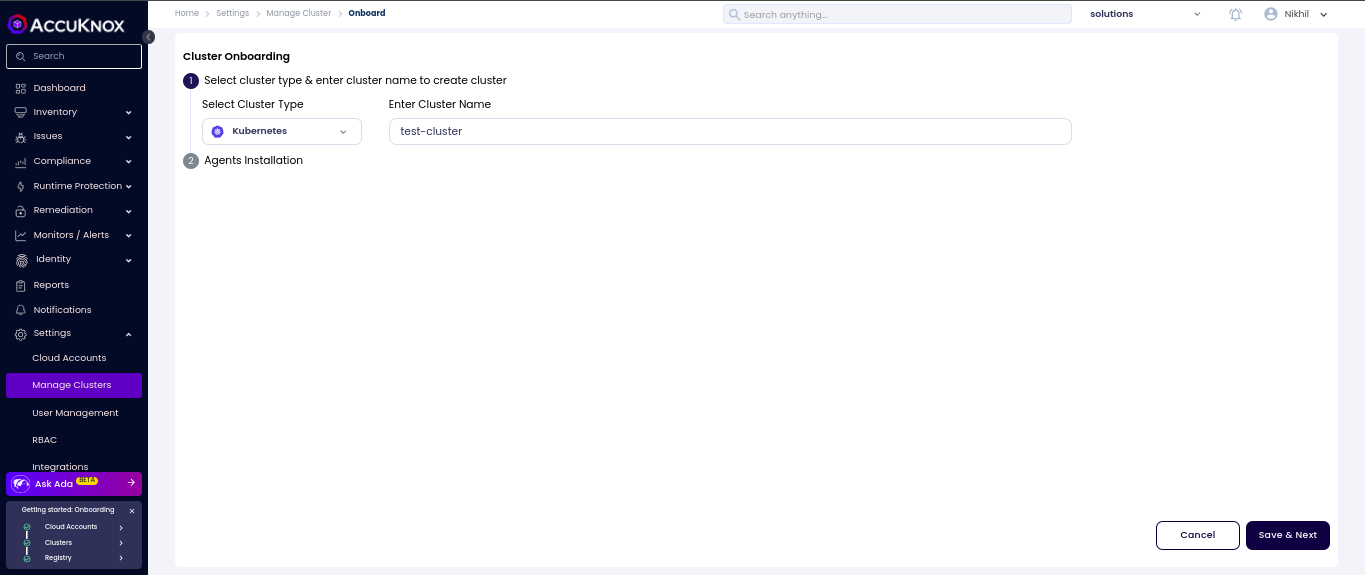 AccuKnox
Home > Settings > Manage Cluster > Onboard
Search anything...
solutions
Nikhil
Search
Dashboard
Inventory
Issues
Compliance
Runtime Protection
Remediation
Monitors / Alerts
Identity
Reports
Notifications
Settings
Cloud Accounts
Manage Clusters
User Management
RBAC
Integrations
Ask Ada BETA
Getting started: Onboarding ×
Cloud Accounts
Clusters
Registry
Cluster Onboarding
1 Select cluster type & enter cluster name to create cluster
Select Cluster Type Enter Cluster Name
Kubernetes test-cluster
2 Agents Installation
Cancel Save & Next